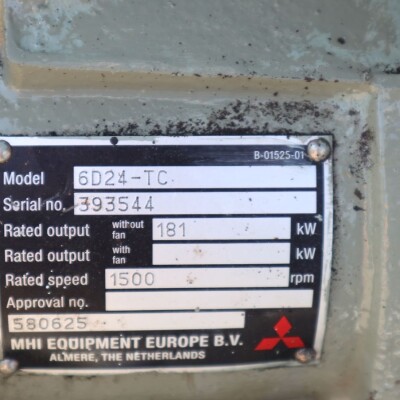 B-01525-01
Model 6D24-TC
Serial no. 393544
Rated output without fan 181 kW
Rated output with fan kW
Rated speed 1500 rpm
Approval no.
580625
MHI EQUIPMENT EUROPE B.V.
ALMERE, THE NETHERLANDS